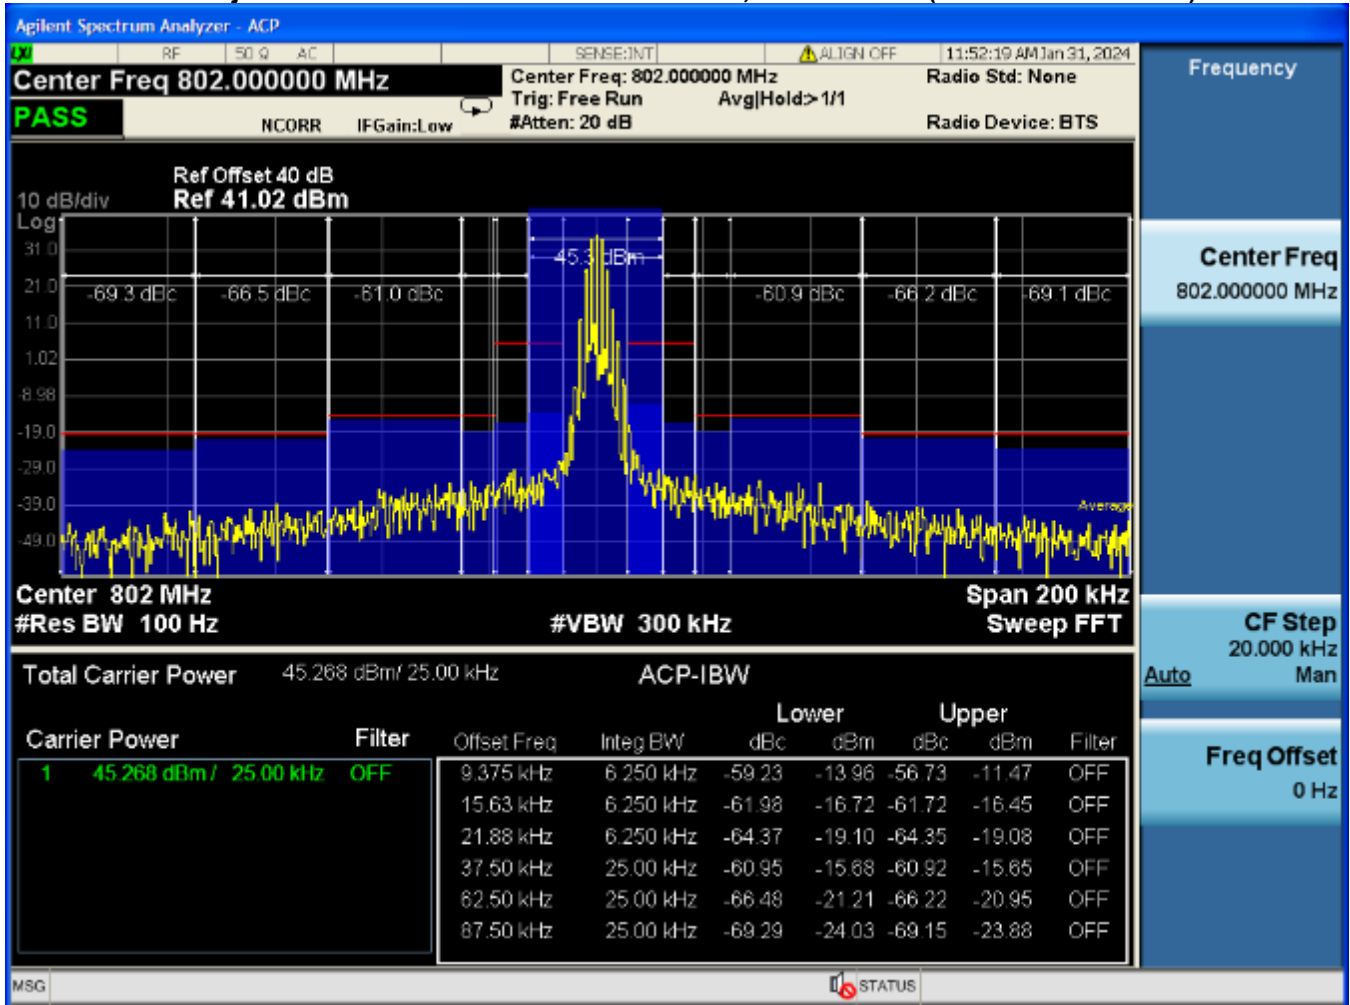 Agilent Spectrum Analyzer - ACP
LXI RF 50 Ω AC SENSE:INT ALIGN OFF 11:52:19 AM Jan 31, 2024
Center Freq 802.000000 MHz
Center Freq: 802.000000 MHz
Radio Std: None
Trig: Free Run Avg|Hold:> 1/1
PASS NCORR IFGain:Low #Atten: 20 dB Radio Device: BTS
Ref Offset 40 dB
10 dB/div Ref 41.02 dBm
Log
31.0
45.3 dBm
21.0
-69.3 dBc -66.5 dBc -61.0 dBc -60.9 dBc -66.2 dBc -69.1 dBc
11.0
1.02
-8.98
-19.0
-29.0
-39.0
Average
-49.0
Center 802 MHz Span 200 kHz
#Res BW 100 Hz #VBW 300 kHz Sweep FFT
Total Carrier Power 45.268 dBm/ 25.00 kHz ACP-IBW
Lower Upper
Carrier Power Filter Offset Freq Integ BW dBc dBm dBc dBm Filter
1 45.268 dBm / 25.00 kHz OFF 9.375 kHz 6.250 kHz -59.23 -13.96 -56.73 -11.47 OFF
15.63 kHz 6.250 kHz -61.98 -16.72 -61.72 -16.45 OFF
21.88 kHz 6.250 kHz -64.37 -19.10 -64.35 -19.08 OFF
37.50 kHz 25.00 kHz -60.95 -15.68 -60.92 -15.65 OFF
62.50 kHz 25.00 kHz -66.48 -21.21 -66.22 -20.95 OFF
87.50 kHz 25.00 kHz -69.29 -24.03 -69.15 -23.88 OFF
MSG STATUS
Frequency
Center Freq
802.000000 MHz
CF Step
20.000 kHz
Auto Man
Freq Offset
0 Hz